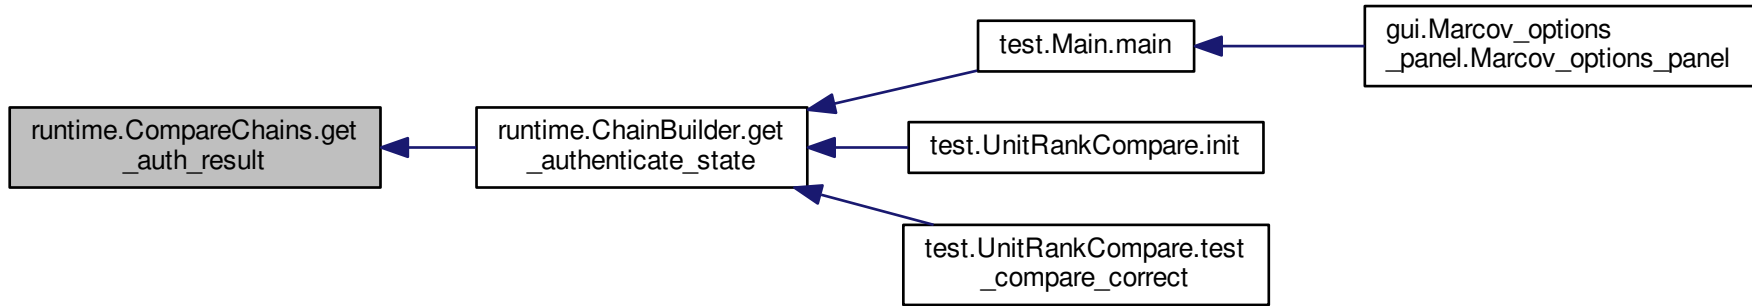 runtime.CompareChains.get
_auth_result
runtime.ChainBuilder.get
_authenticate_state
test.Main.main
gui.Marcov_options
_panel.Marcov_options_panel
test.UnitRankCompare.init
test.UnitRankCompare.test
_compare_correct